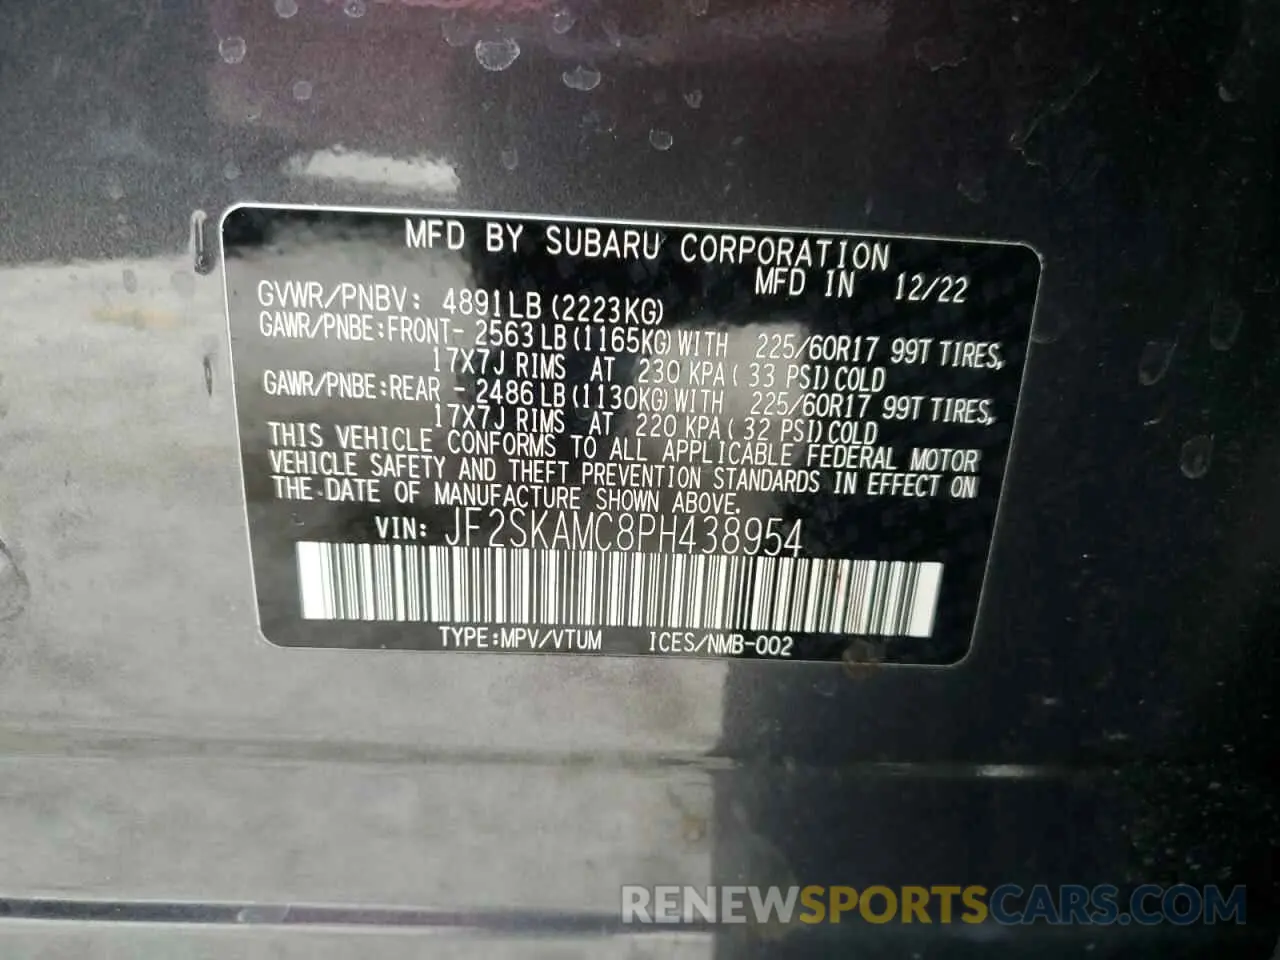 MFD BY SUBARU CORPORATION
MFD IN 12/22
GVWR/PNBV: 4891LB (2223KG)
GAWR/PNBE:FRONT- 2563LB(1165KG)WITH 225/60R17 99T TIRES,
17X7J RIMS AT 230 KPA( 33 PSI)COLD
GAWR/PNBE:REAR - 2486LB(1130KG)WITH 225/60R17 99T TIRES,
17X7J RIMS AT 220 KPA( 32 PSI)COLD
THIS VEHICLE CONFORMS TO ALL APPLICABLE FEDERAL MOTOR
VEHICLE SAFETY AND THEFT PREVENTION STANDARDS IN EFFECT ON
THE DATE OF MANUFACTURE SHOWN ABOVE.
VIN: JF2SKAMC8PH438954
TYPE:MPV/VTUM ICES/NMB-002
RENEWSPORTSCARS.COM